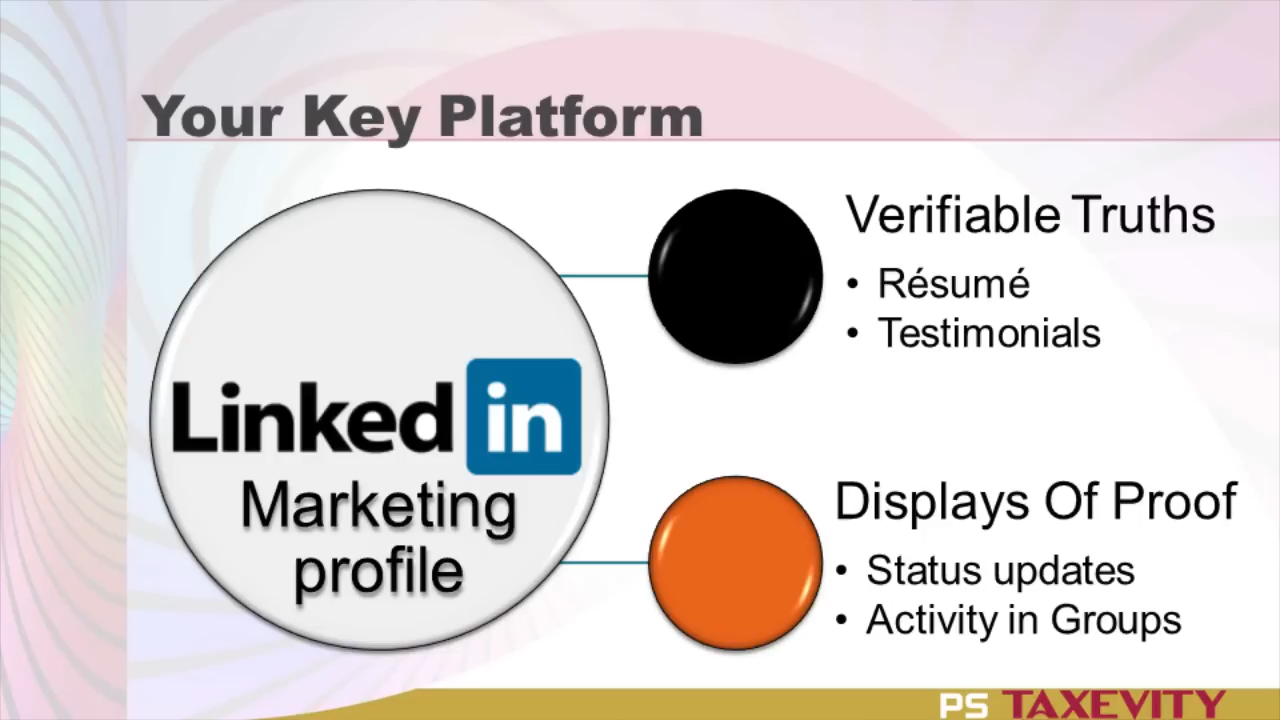 Your Key Platform
Linked in
Marketing
profile
Verifiable Truths
• Résumé
• Testimonials
Displays Of Proof
• Status updates
• Activity in Groups
PS TAXEVITY